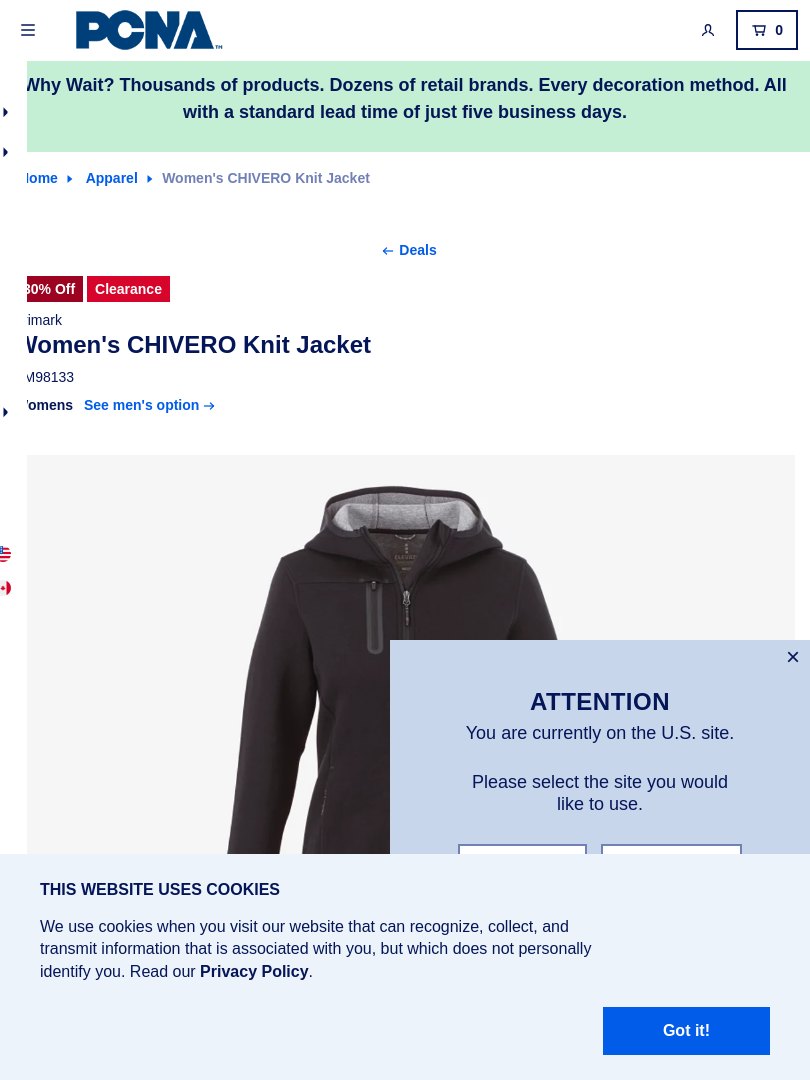 PCNA
TM
0
Why Wait? Thousands of products. Dozens of retail brands. Every decoration method. All
with a standard lead time of just five business days.
Apparel
Women's CHIVERO Knit Jacket
Deals
30% Off
Clearance
Women's CHIVERO Knit Jacket
See men's option
ATTENTION
You are currently on the U.S. site.
Please select the site you would
like to use.
THIS WEBSITE USES COOKIES
We use cookies when you visit our website that can recognize, collect, and
transmit information that is associated with you, but which does not personally
identify you. Read our Privacy Policy.
Got it!